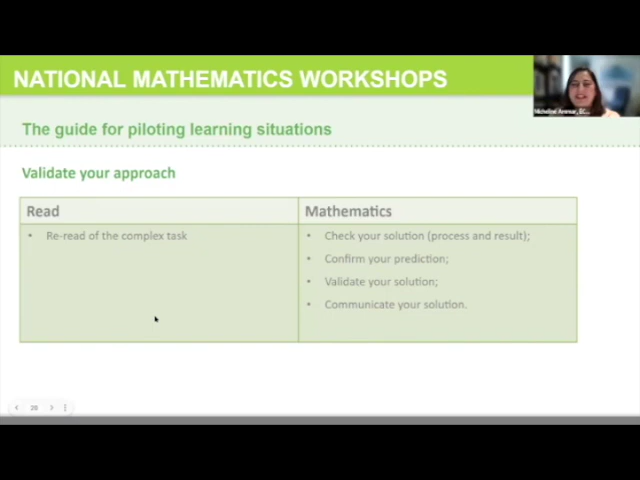 NATIONAL MATHEMATICS WORKSHOPS
The guide for piloting learning situations
Validate your approach
Read
Mathematics
• Re-read of the complex task
• Check your solution (process and result);
• Confirm your prediction;
• Validate your solution;
• Communicate your solution.